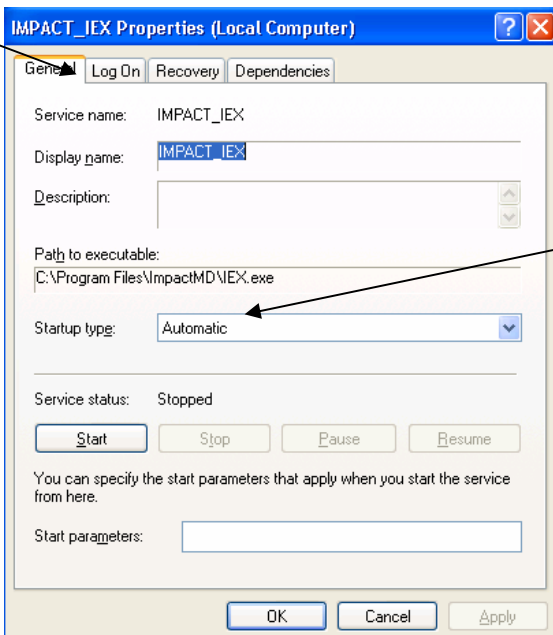 IMPACT_IEX Properties (Local Computer)
General Log On Recovery Dependencies
Service name: IMPACT_IEX
Display name: IMPACT_IEX
Description:
Path to executable:
C:\Program Files\ImpactMD\IEX.exe
Startup type: Automatic
Service status: Stopped
Start Stop Pause Resume
You can specify the start parameters that apply when you start the service
from here.
Start parameters:
OK Cancel Apply